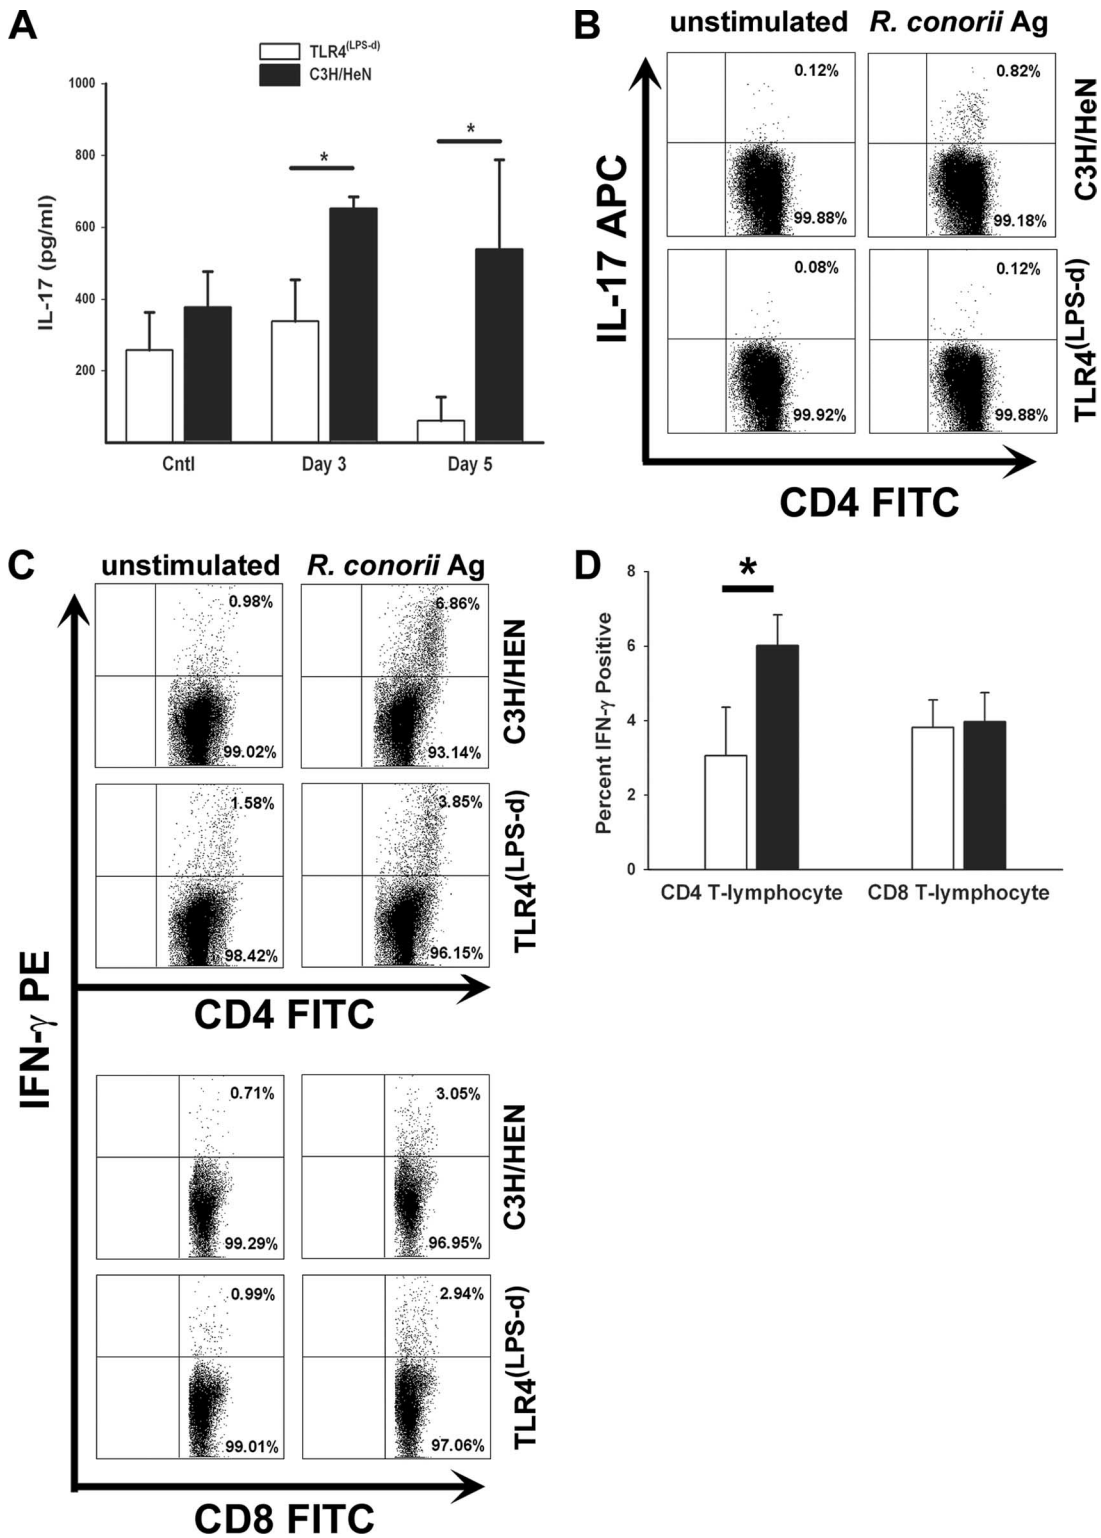 A
TLR4(LPS-d)
C3H/HeN
1000
800
600
400
200
IL-17 (pg/ml)
*
*
Cntl
Day 3
Day 5
B
unstimulated
R. conorii Ag
0.12%
99.88%
0.82%
99.18%
C3H/HeN
0.08%
99.92%
0.12%
99.88%
TLR4(LPS-d)
IL-17 APC
CD4 FITC
C
unstimulated
R. conorii Ag
0.98%
99.02%
6.86%
93.14%
C3H/HEN
1.58%
98.42%
3.85%
96.15%
TLR4(LPS-d)
CD4 FITC
IFN-γ PE
0.71%
99.29%
3.05%
96.95%
C3H/HEN
0.99%
99.01%
2.94%
97.06%
TLR4(LPS-d)
CD8 FITC
D
8
6
4
2
0
Percent IFN-γ Positive
*
CD4 T-lymphocyte
CD8 T-lymphocyte